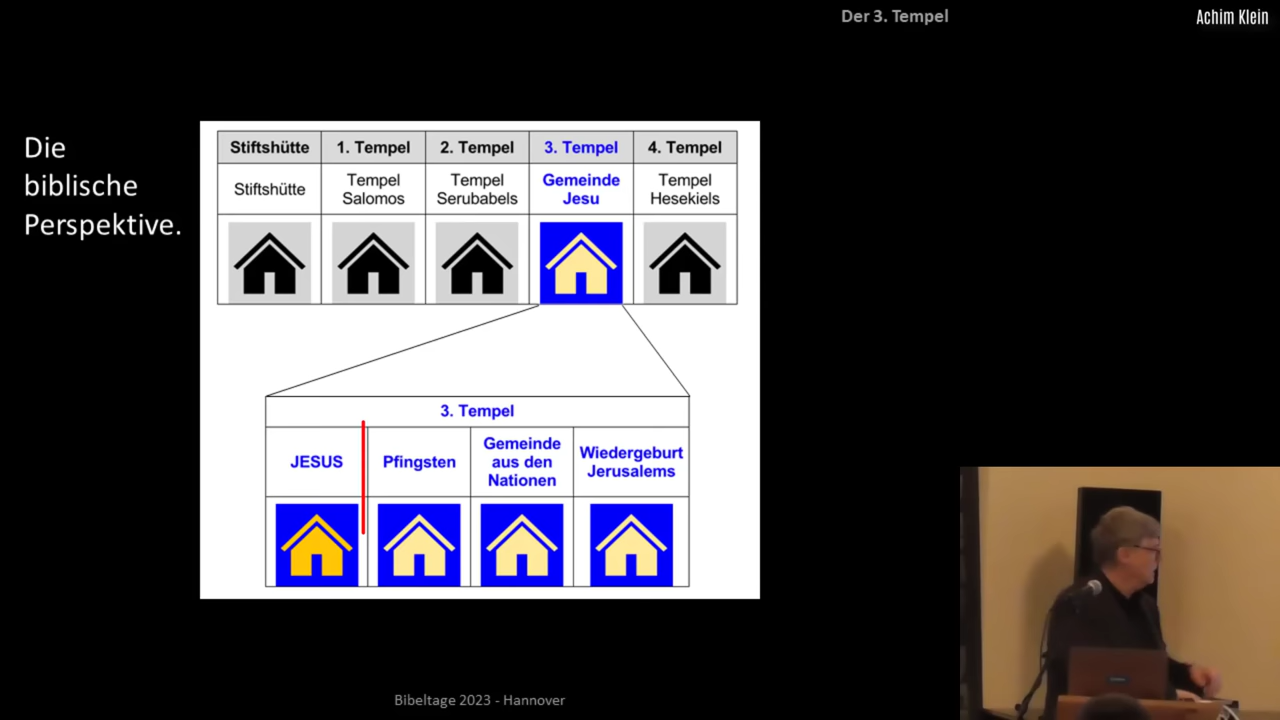 Der 3. Tempel
Achim Klein
Die
biblische
Perspektive.
Stiftshütte 1. Tempel 2. Tempel 3. Tempel 4. Tempel
Stiftshütte
Tempel
Salomos
Tempel
Serubabels
Gemeinde
Jesu
Tempel
Hesekiels
3. Tempel
JESUS
Pfingsten
Gemeinde
aus den
Nationen
Wiedergeburt
Jerusalems
Bibeltage 2023 - Hannover